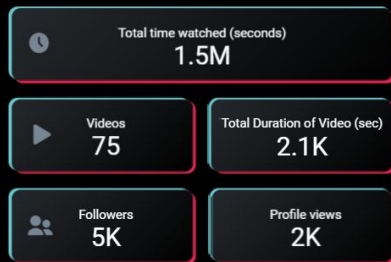 Total time watched (seconds)
1.5M
Videos
75
Total Duration of Video (sec)
2.1K
Followers
5K
Profile views
2K